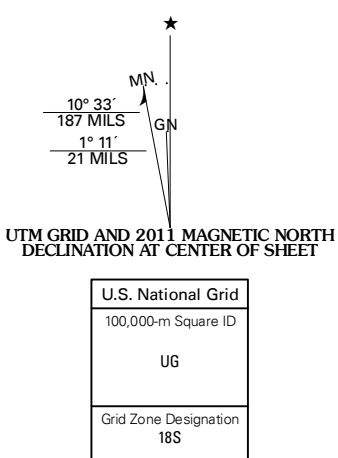 ★
MN
10° 33´
187 MILS
GN
1° 11´
21 MILS
UTM GRID AND 2011 MAGNETIC NORTH
DECLINATION AT CENTER OF SHEET
U.S. National Grid
100,000-m Square ID
UG
Grid Zone Designation
18S